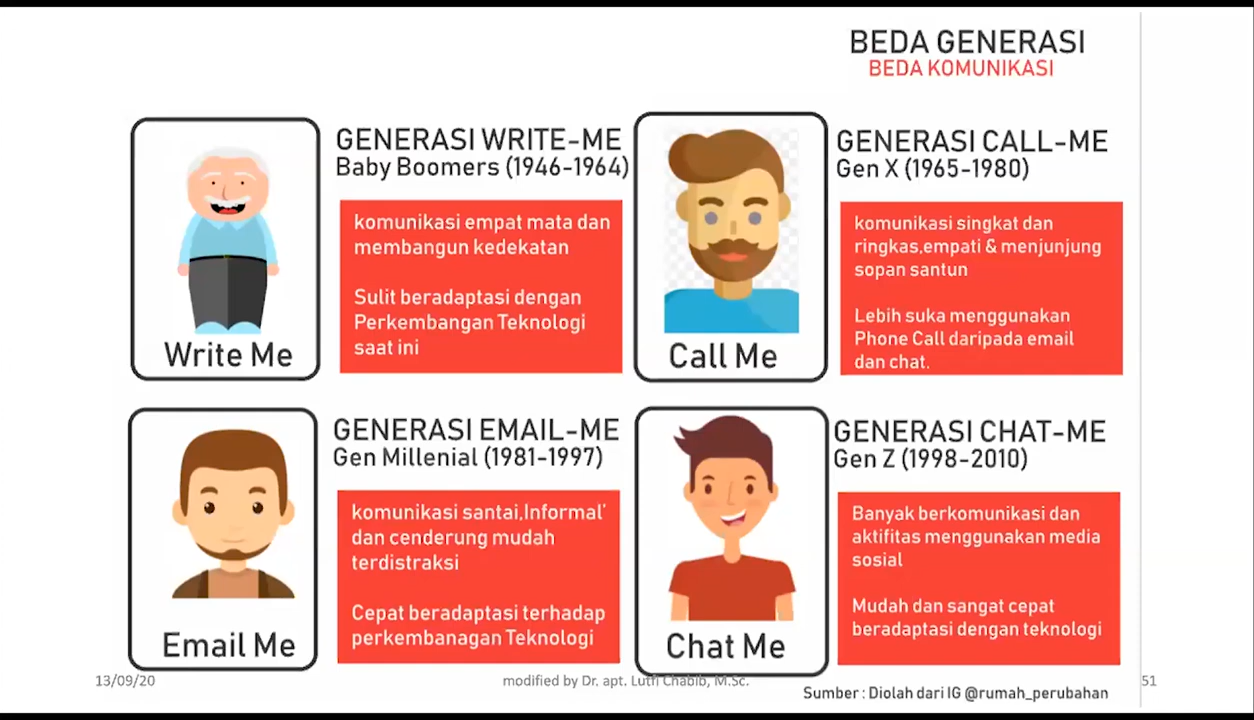 BEDA GENERASI
BEDA KOMUNIKASI
GENERASI WRITE-ME
Baby Boomers (1946-1964)
komunikasi empat mata dan
membangun kedekatan
Sulit beradaptasi dengan
Perkembangan Teknologi
saat ini
Write Me
GENERASI CALL-ME
Gen X (1965-1980)
komunikasi singkat dan
ringkas,empati & menjunjung
sopan santun
Lebih suka menggunakan
Phone Call daripada email
dan chat.
Call Me
GENERASI EMAIL-ME
Gen Millenial (1981-1997)
komunikasi santai,Informal'
dan cenderung mudah
terdistraksi
Cepat beradaptasi terhadap
perkembanagan Teknologi
Email Me
GENERASI CHAT-ME
Gen Z (1998-2010)
Banyak berkomunikasi dan
aktifitas menggunakan media
sosial
Mudah dan sangat cepat
beradaptasi dengan teknologi
Chat Me
13/09/20
modified by Dr. apt. Lutfi Chabib, M.Sc.
51
Sumber : Diolah dari IG @rumah_perubahan